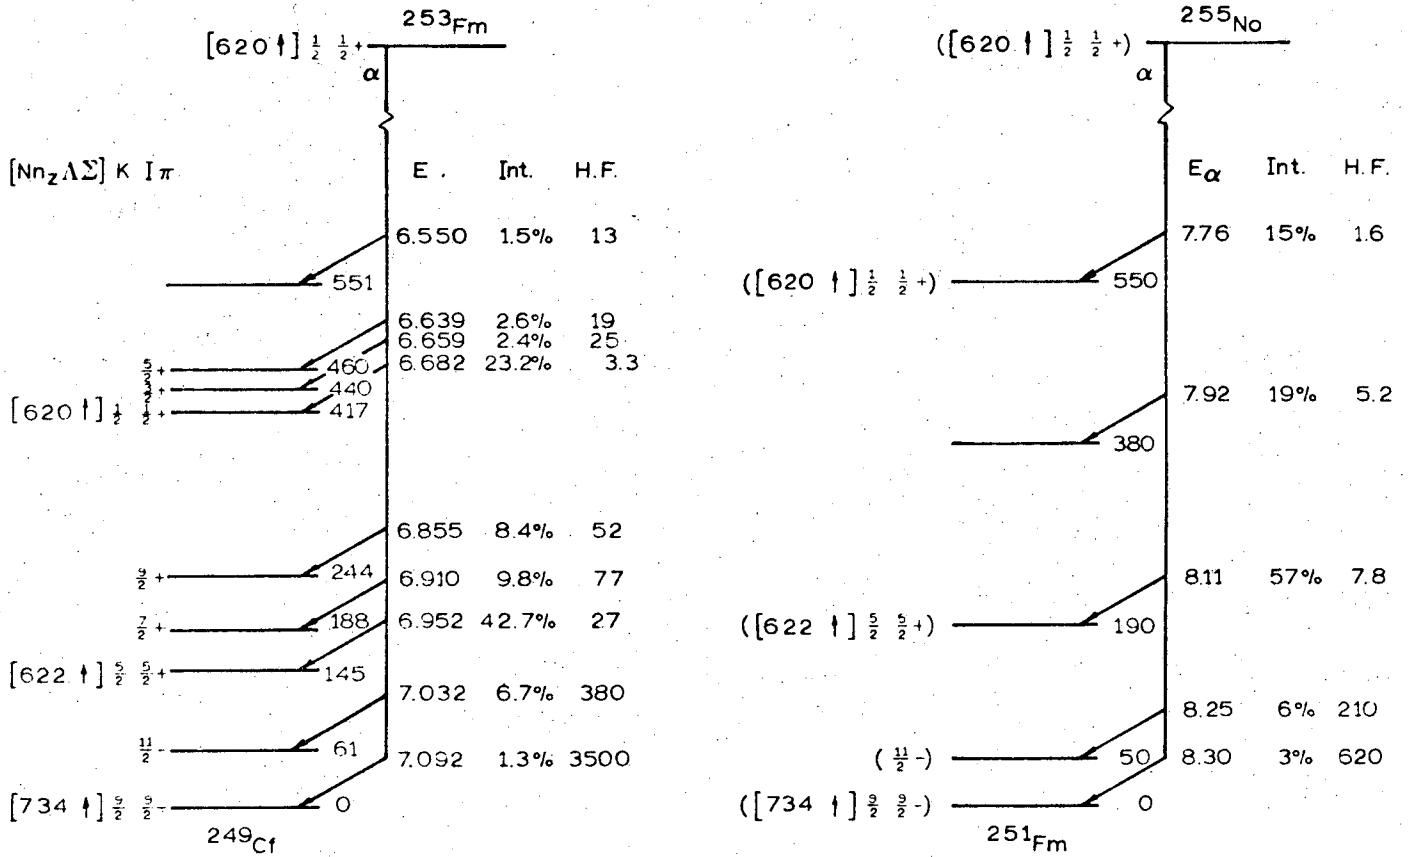 253Fm
[620 ↑] 1/2 1/2+
α
[NnzΛΣ] K I π
E . Int. H.F.
6.550 1.5% 13
551
6.639 2.6% 19
6.659 2.4% 25
6.682 23.2% 3.3
5/2+ 460
3/2+ 440
[620 ↑] 1/2 1/2+ 417
6.855 8.4% 52
9/2+ 244
6.910 9.8% 77
7/2+ 188
6.952 42.7% 27
[622 ↑] 5/2 5/2+ 145
7.032 6.7% 380
11/2- 61
7.092 1.3% 3500
[734 ↑] 9/2 9/2- 0
249Cf
255No
([620 ↑] 1/2 1/2+)
α
Eα Int. H.F.
7.76 15% 1.6
([620 ↑] 1/2 1/2+) 550
7.92 19% 5.2
380
8.11 57% 7.8
([622 ↑] 5/2 5/2+) 190
8.25 6% 210
(11/2-) 50
8.30 3% 620
([734 ↑] 9/2 9/2-) 0
251Fm